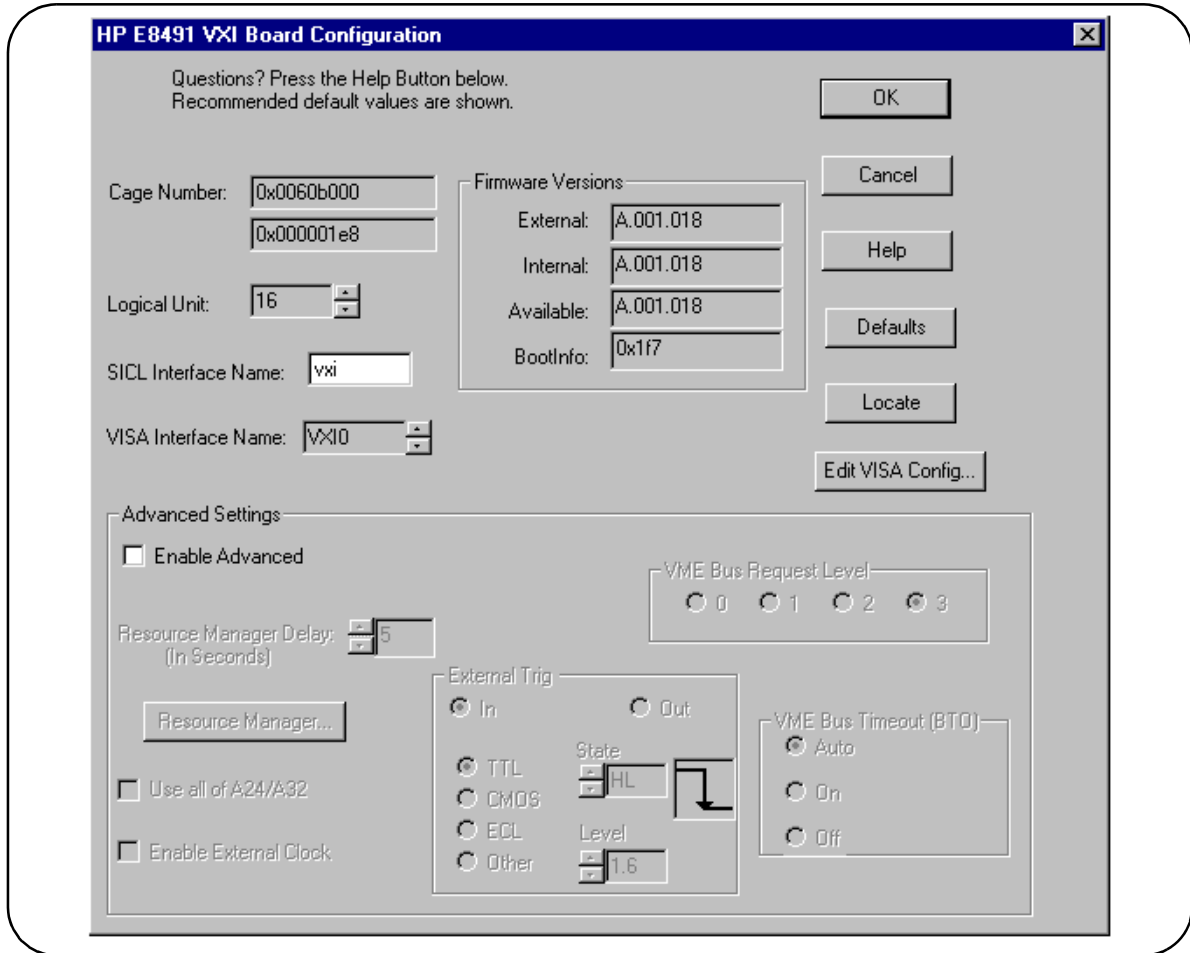 HP E8491 VXI Board Configuration
Questions? Press the Help Button below.
Recommended default values are shown.
OK
Cancel
Help
Defaults
Locate
Edit VISA Config...
Cage Number: 0x0060b000
0x000001e8
Logical Unit: 16
SICL Interface Name: vxi
VISA Interface Name: VXI0
Firmware Versions
External: A.001.018
Internal: A.001.018
Available: A.001.018
BootInfo: 0x1f7
Advanced Settings
Enable Advanced
Resource Manager Delay: 5
(In Seconds)
Resource Manager...
Use all of A24/A32
Enable External Clock
VME Bus Request Level
0 1 2 3
External Trig
In Out
TTL
CMOS
ECL
Other
State
HL
Level
1.6
VME Bus Timeout (BTO)
Auto
On
Off